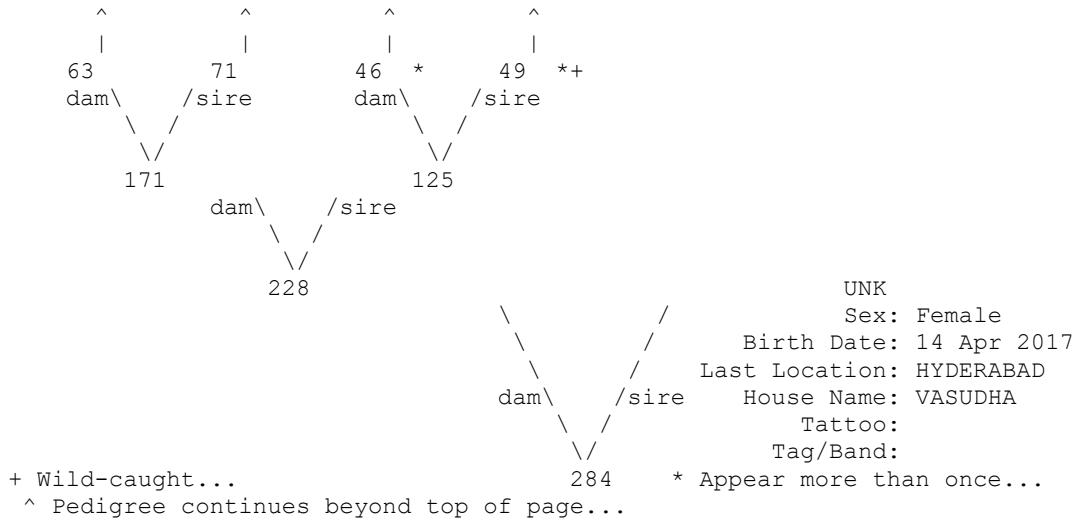 ^ ^ ^ ^
| | | |
63 71 46 * 49 *+
dam\ /sire dam\ /sire
\ / \ /
\/ \/
171 125
dam\ /sire
\ /
\/
228 UNK
\ / Sex: Female
\ / Birth Date: 14 Apr 2017
\ / Last Location: HYDERABAD
dam\ /sire House Name: VASUDHA
\ / Tattoo:
\/ Tag/Band:
+ Wild-caught... 284 * Appear more than once...
^ Pedigree continues beyond top of page...